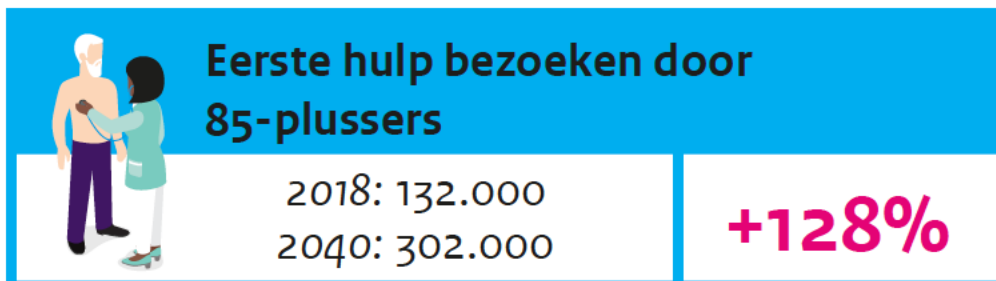 Eerste hulp bezoeken door
85-plussers
2018: 132.000
2040: 302.000
+128%